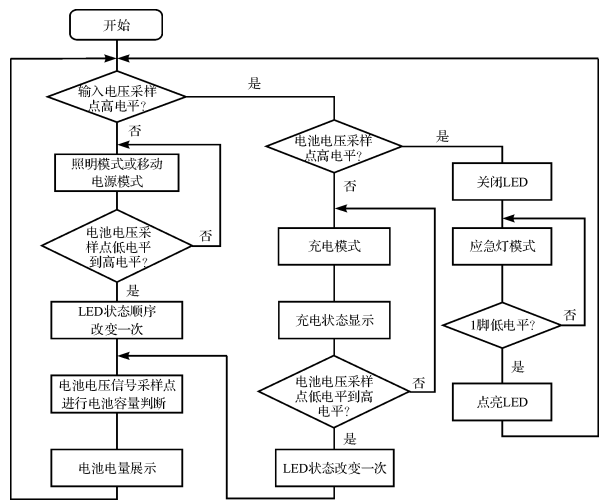 开始
输入电压采样
点高电平?
是
否
照明模式或移动
电源模式
电池电压采
样点低电平
到高电平?
否
是
LED状态顺序
改变一次
电池电压信号采样点
进行电池容量判断
电池电量展示
电池电压采样
点高电平?
是
否
充电模式
充电状态显示
电池电压采样
点低电平到高
电平?
否
是
LED状态改变一次
关闭LED
应急灯模式
1脚低电平?
否
是
点亮LED